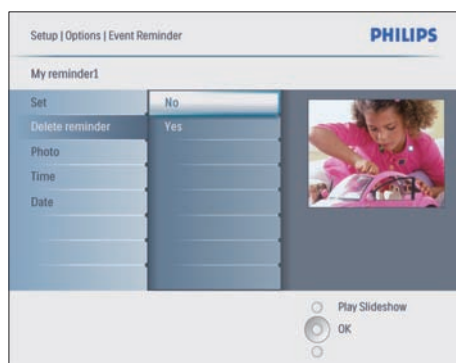 Setup | Options | Event Reminder
PHILIPS
My reminder1
Set
No
Delete reminder
Yes
Photo
Time
Date
Play Slideshow
OK